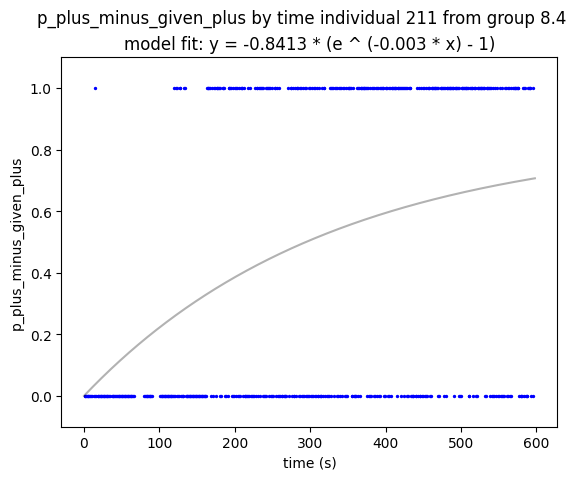 p_plus_minus_given_plus by time individual 211 from group 8.4
model fit: y = -0.8413 * (e ^ (-0.003 * x) - 1)
1.0
0.8
0.6
0.4
0.2
0.0
p_plus_minus_given_plus
0 100 200 300 400 500 600
time (s)